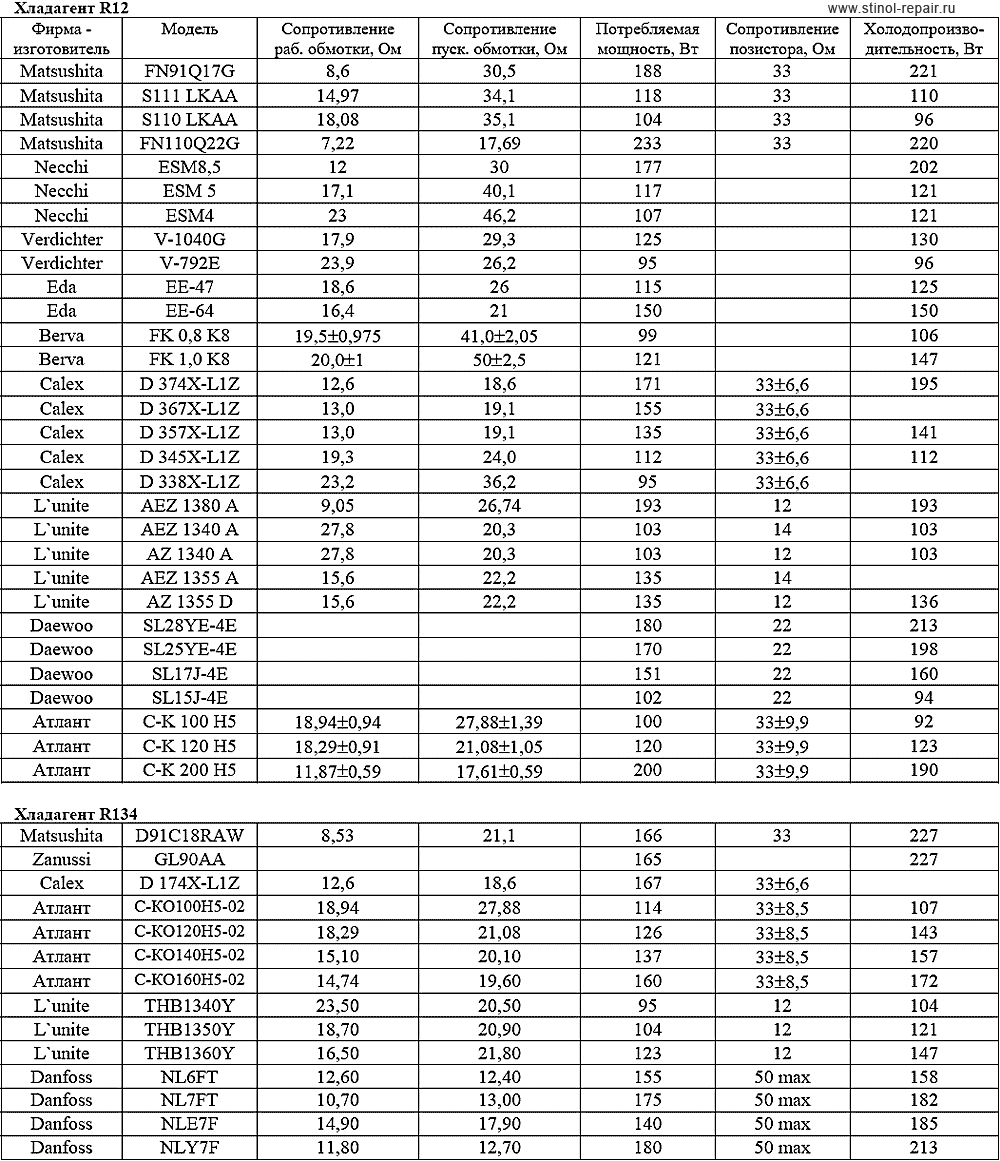 Хладагент R12 www.stinol-repair.ru
Фирма - изготовитель Модель Сопротивление раб. обмотки, Ом Сопротивление пуск. обмотки, Ом Потребляемая мощность, Вт Сопротивление позистора, Ом Холодопроизво-дительность, Вт
Matsushita FN91Q17G 8,6 30,5 188 33 221
Matsushita S111 LKAA 14,97 34,1 118 33 110
Matsushita S110 LKAA 18,08 35,1 104 33 96
Matsushita FN110Q22G 7,22 17,69 233 33 220
Necchi ESM8,5 12 30 177 202
Necchi ESM 5 17,1 40,1 117 121
Necchi ESM4 23 46,2 107 121
Verdichter V-1040G 17,9 29,3 125 130
Verdichter V-792E 23,9 26,2 95 96
Eda EE-47 18,6 26 115 125
Eda EE-64 16,4 21 150 150
Berva FK 0,8 K8 19,5±0,975 41,0±2,05 99 106
Berva FK 1,0 K8 20,0±1 50±2,5 121 147
Calex D 374X-L1Z 12,6 18,6 171 33±6,6 195
Calex D 367X-L1Z 13,0 19,1 155 33±6,6
Calex D 357X-L1Z 13,0 19,1 135 33±6,6 141
Calex D 345X-L1Z 19,3 24,0 112 33±6,6 112
Calex D 338X-L1Z 23,2 36,2 95 33±6,6
L`unite AEZ 1380 A 9,05 26,74 193 12 193
L`unite AEZ 1340 A 27,8 20,3 103 14 103
L`unite AZ 1340 A 27,8 20,3 103 12 103
L`unite AEZ 1355 A 15,6 22,2 135 14
L`unite AZ 1355 D 15,6 22,2 135 12 136
Daewoo SL28YE-4E 180 22 213
Daewoo SL25YE-4E 170 22 198
Daewoo SL17J-4E 151 22 160
Daewoo SL15J-4E 102 22 94
Атлант С-К 100 Н5 18,94±0,94 27,88±1,39 100 33±9,9 92
Атлант С-К 120 Н5 18,29±0,91 21,08±1,05 120 33±9,9 123
Атлант С-К 200 Н5 11,87±0,59 17,61±0,59 200 33±9,9 190
Хладагент R134
Matsushita D91C18RAW 8,53 21,1 166 33 227
Zanussi GL90AA 165 227
Calex D 174X-L1Z 12,6 18,6 167 33±6,6
Атлант С-КО100Н5-02 18,94 27,88 114 33±8,5 107
Атлант С-КО120Н5-02 18,29 21,08 126 33±8,5 143
Атлант С-КО140Н5-02 15,10 20,10 137 33±8,5 157
Атлант С-КО160Н5-02 14,74 19,60 160 33±8,5 172
L`unite THB1340Y 23,50 20,50 95 12 104
L`unite THB1350Y 18,70 20,90 104 12 121
L`unite THB1360Y 16,50 21,80 123 12 147
Danfoss NL6FT 12,60 12,40 155 50 max 158
Danfoss NL7FT 10,70 13,00 175 50 max 182
Danfoss NLE7F 14,90 17,90 140 50 max 185
Danfoss NLY7F 11,80 12,70 180 50 max 213